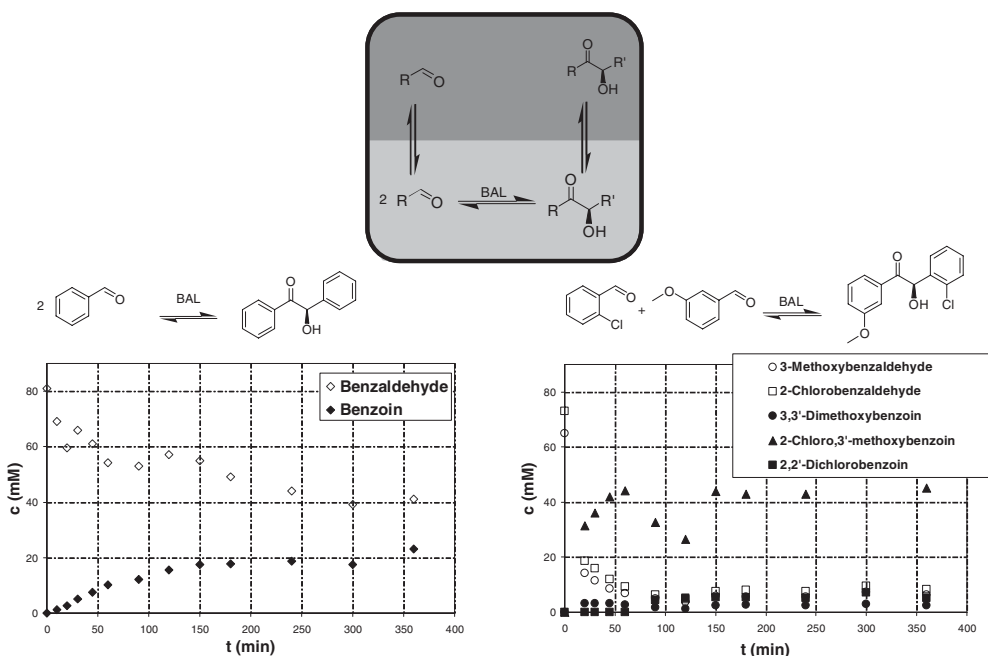 R O
O
R R'
OH
2 R O
BAL
O
R R'
OH
2
O
BAL
O
OH
O
Cl
+
O
O
BAL
O
OH Cl
O
Benzaldehyde
Benzoin
80
60
40
20
0
c (mM)
0 50 100 150 200 250 300 350 400
t (min)
3-Methoxybenzaldehyde
2-Chlorobenzaldehyde
3,3'-Dimethoxybenzoin
2-Chloro,3'-methoxybenzoin
2,2'-Dichlorobenzoin
80
60
40
20
0
c (mM)
0 50 100 150 200 250 300 350 400
t (min)